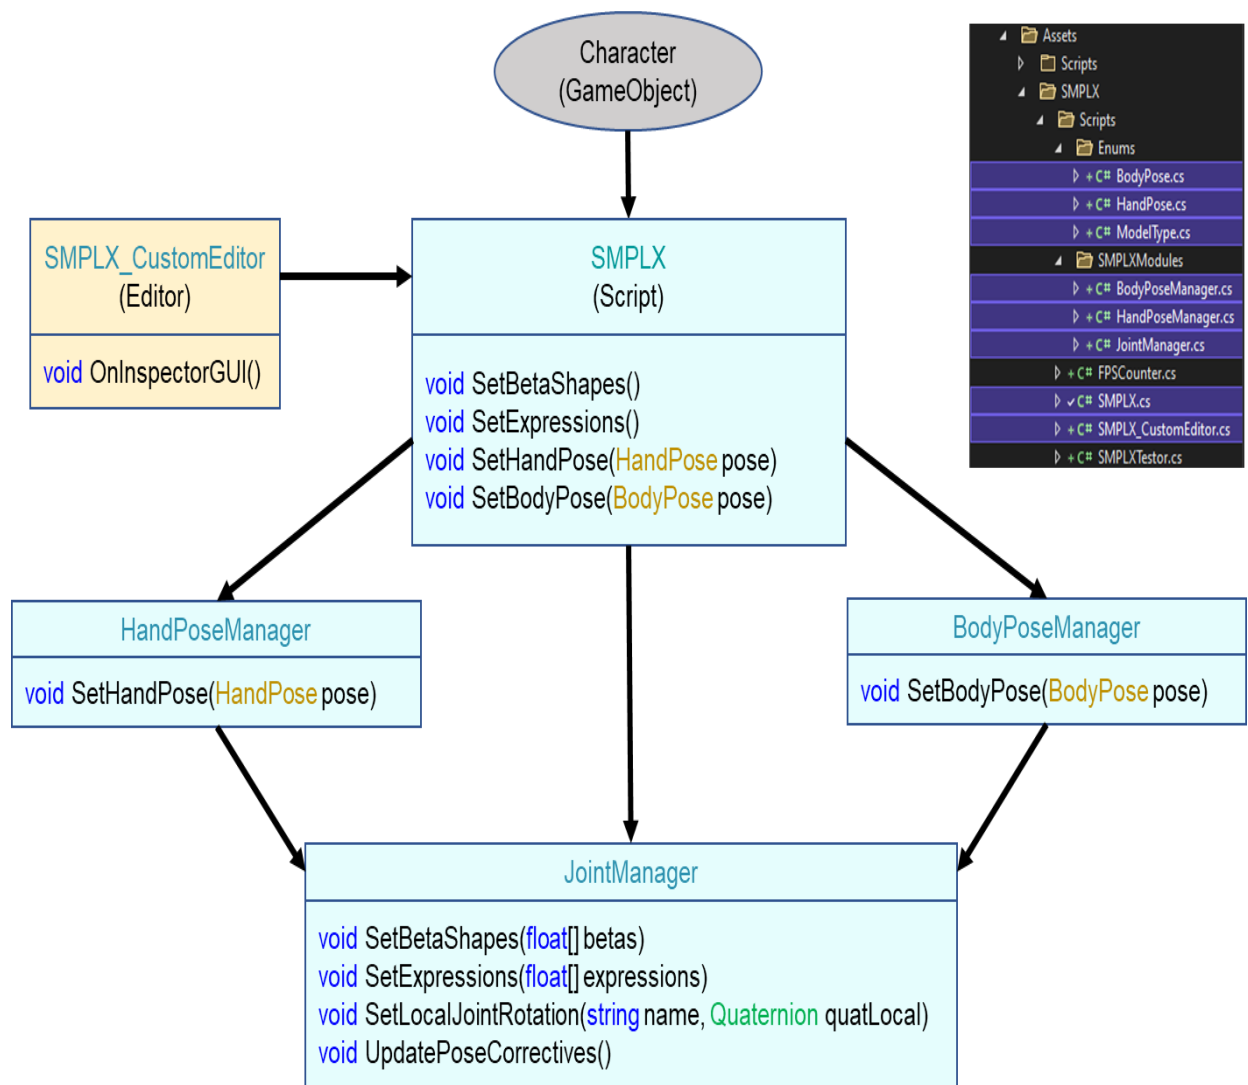 Character
(GameObject)
Assets
Scripts
SMPLX
Scripts
Enums
+ C# BodyPose.cs
+ C# HandPose.cs
+ C# ModelType.cs
SMPLXModules
+ C# BodyPoseManager.cs
+ C# HandPoseManager.cs
+ C# JointManager.cs
+ C# FPSCounter.cs
C# SMPLX.cs
+ C# SMPLX_CustomEditor.cs
+ C# SMPLXTestor.cs
SMPLX_CustomEditor
(Editor)
void OnInspectorGUI()
SMPLX
(Script)
void SetBetaShapes()
void SetExpressions()
void SetHandPose(HandPose pose)
void SetBodyPose(BodyPose pose)
HandPoseManager
void SetHandPose(HandPose pose)
BodyPoseManager
void SetBodyPose(BodyPose pose)
JointManager
void SetBetaShapes(float[] betas)
void SetExpressions(float[] expressions)
void SetLocalJointRotation(string name, Quaternion quatLocal)
void UpdatePoseCorrectives()